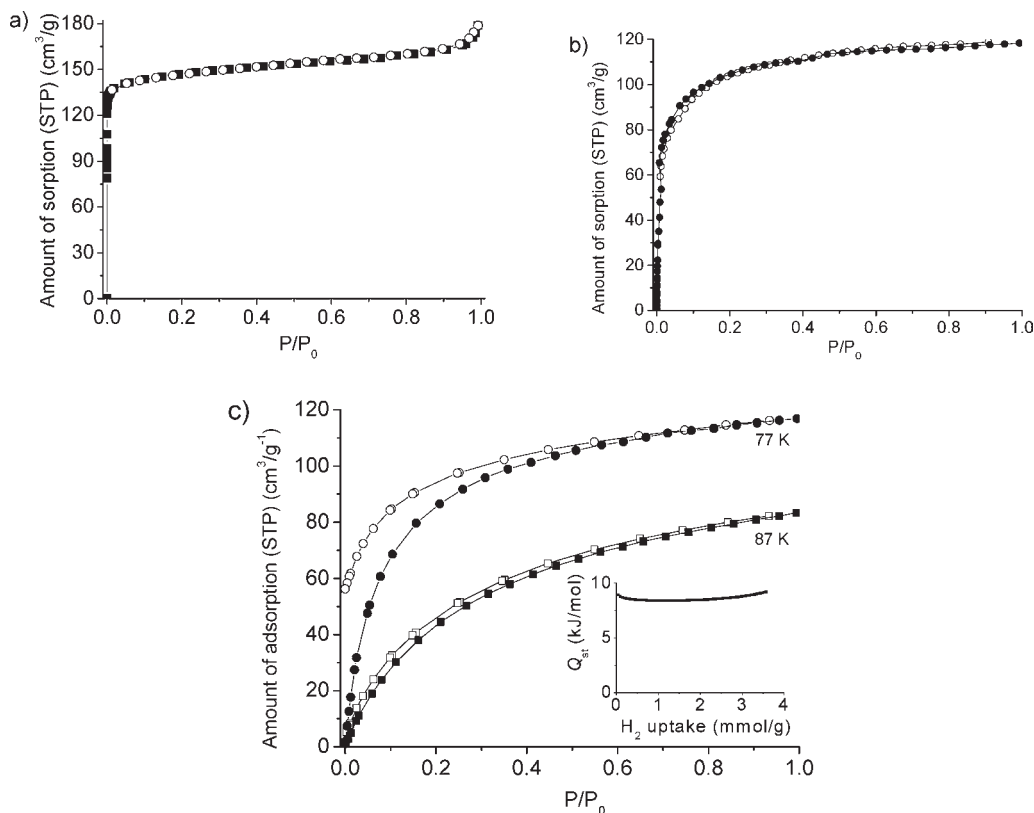 a)
Amount of sorption (STP) (cm³/g)
180
150
120
90
60
30
0
0.0 0.2 0.4 0.6 0.8 1.0
P/P₀
b)
Amount of sorption (STP) (cm³/g)
120
100
80
60
40
20
0
0.0 0.2 0.4 0.6 0.8 1.0
P/P₀
c)
Amount of adsorption (STP) (cm³/g⁻¹)
120
100
80
60
40
20
0
0.0 0.2 0.4 0.6 0.8 1.0
P/P₀
77 K
87 K
Qst (kJ/mol)
10
5
0
0 1 2 3 4
H₂ uptake (mmol/g)